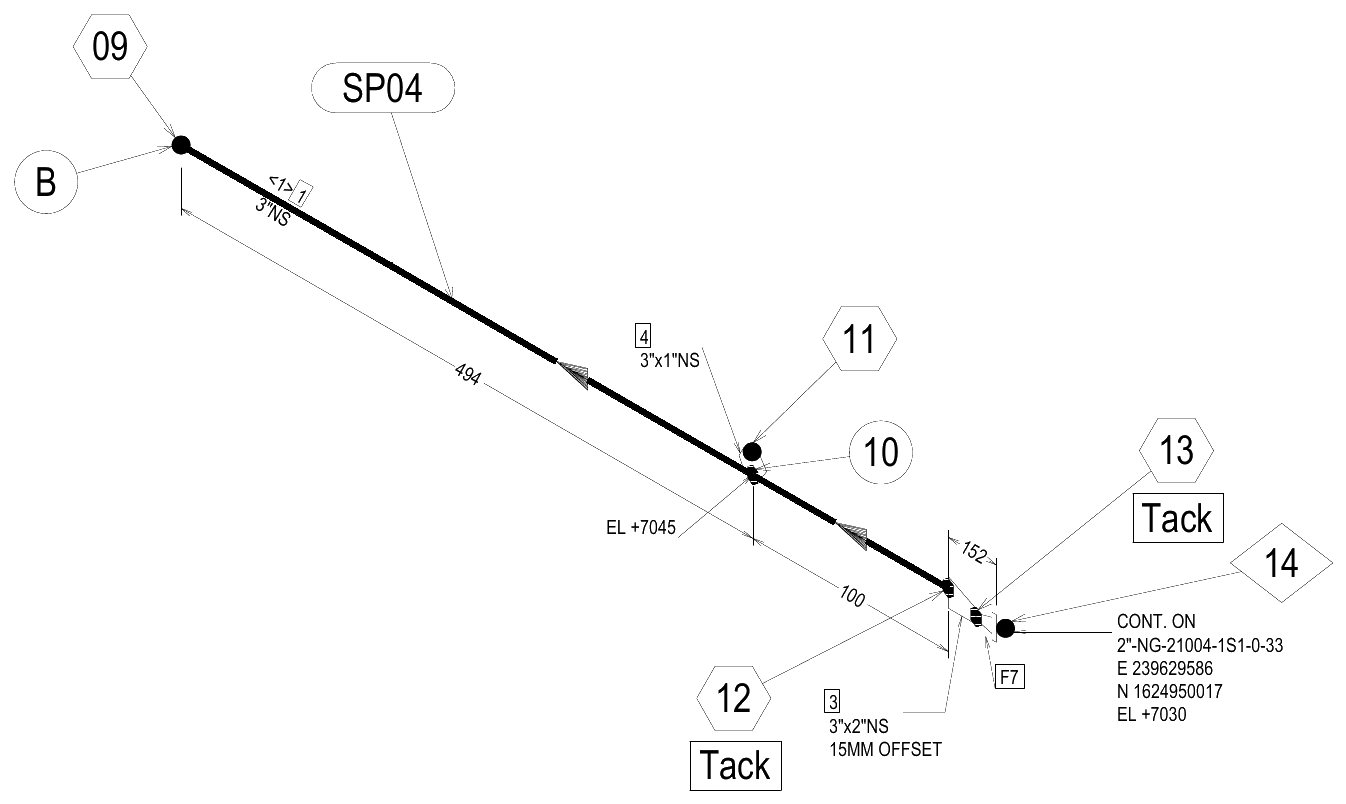 09
SP04
B
<1> 1
3"NS
494
4
3"x1"NS
11
10
13
Tack
EL +7045
152
14
100
CONT. ON
2"-NG-21004-1S1-0-33
E 239629586
N 1624950017
EL +7030
F7
12
Tack
3
3"x2"NS
15MM OFFSET